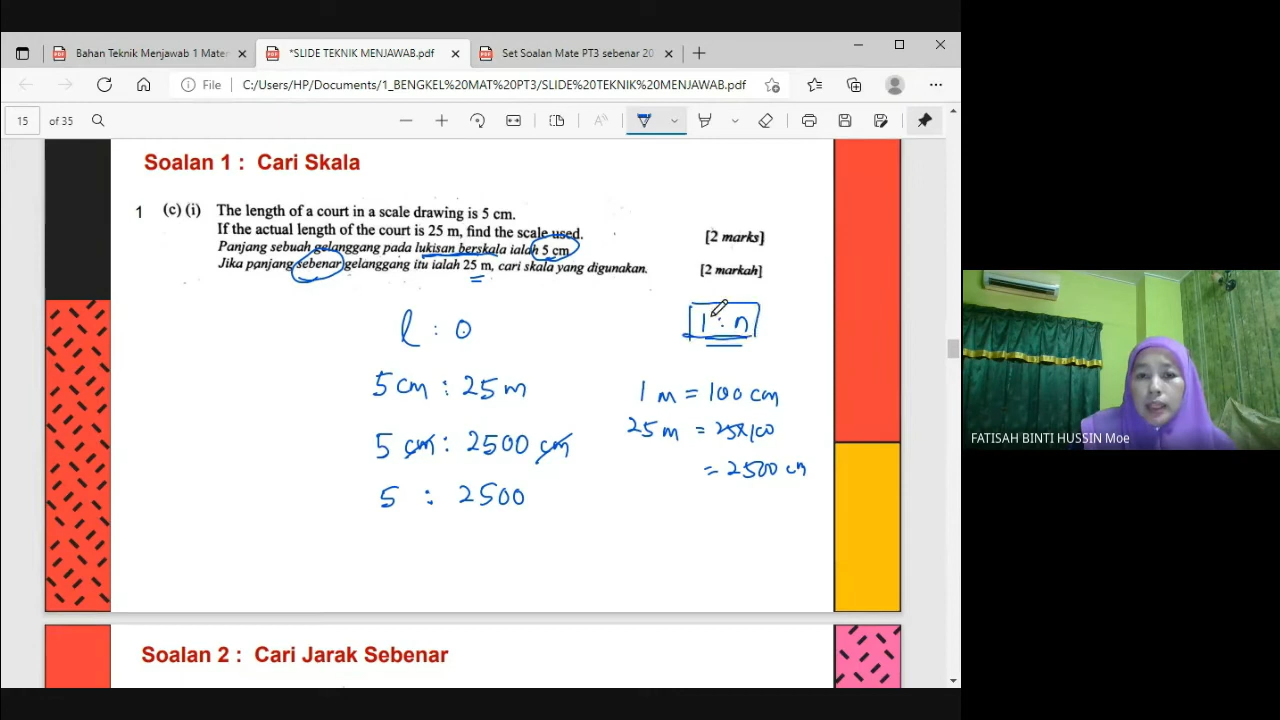 Bahan Teknik Menjawab 1 Mater
*SLIDE TEKNIK MENJAWAB.pdf
Set Soalan Mate PT3 sebenar 20
File
C:/Users/HP/Documents/1_BENGKEL%20MAT%20PT3/SLIDE%20TEKNIK%20MENJAWAB.pdf
15 of 35
Soalan 1 : Cari Skala
1 (c) (i) The length of a court in a scale drawing is 5 cm.
If the actual length of the court is 25 m, find the scale used.
[2 marks]
Panjang sebuah gelanggang pada lukisan berskala ialah 5 cm
Jika panjang sebenar gelanggang itu ialah 25 m, cari skala yang digunakan.
[2 markah]
l : o
1 : n
5 cm : 25 m
1 m = 100 cm
25 m = 25x100
5 cm : 2500 cm
= 2500 cm
5 : 2500
Soalan 2 : Cari Jarak Sebenar
FATISAH BINTI HUSSIN Moe